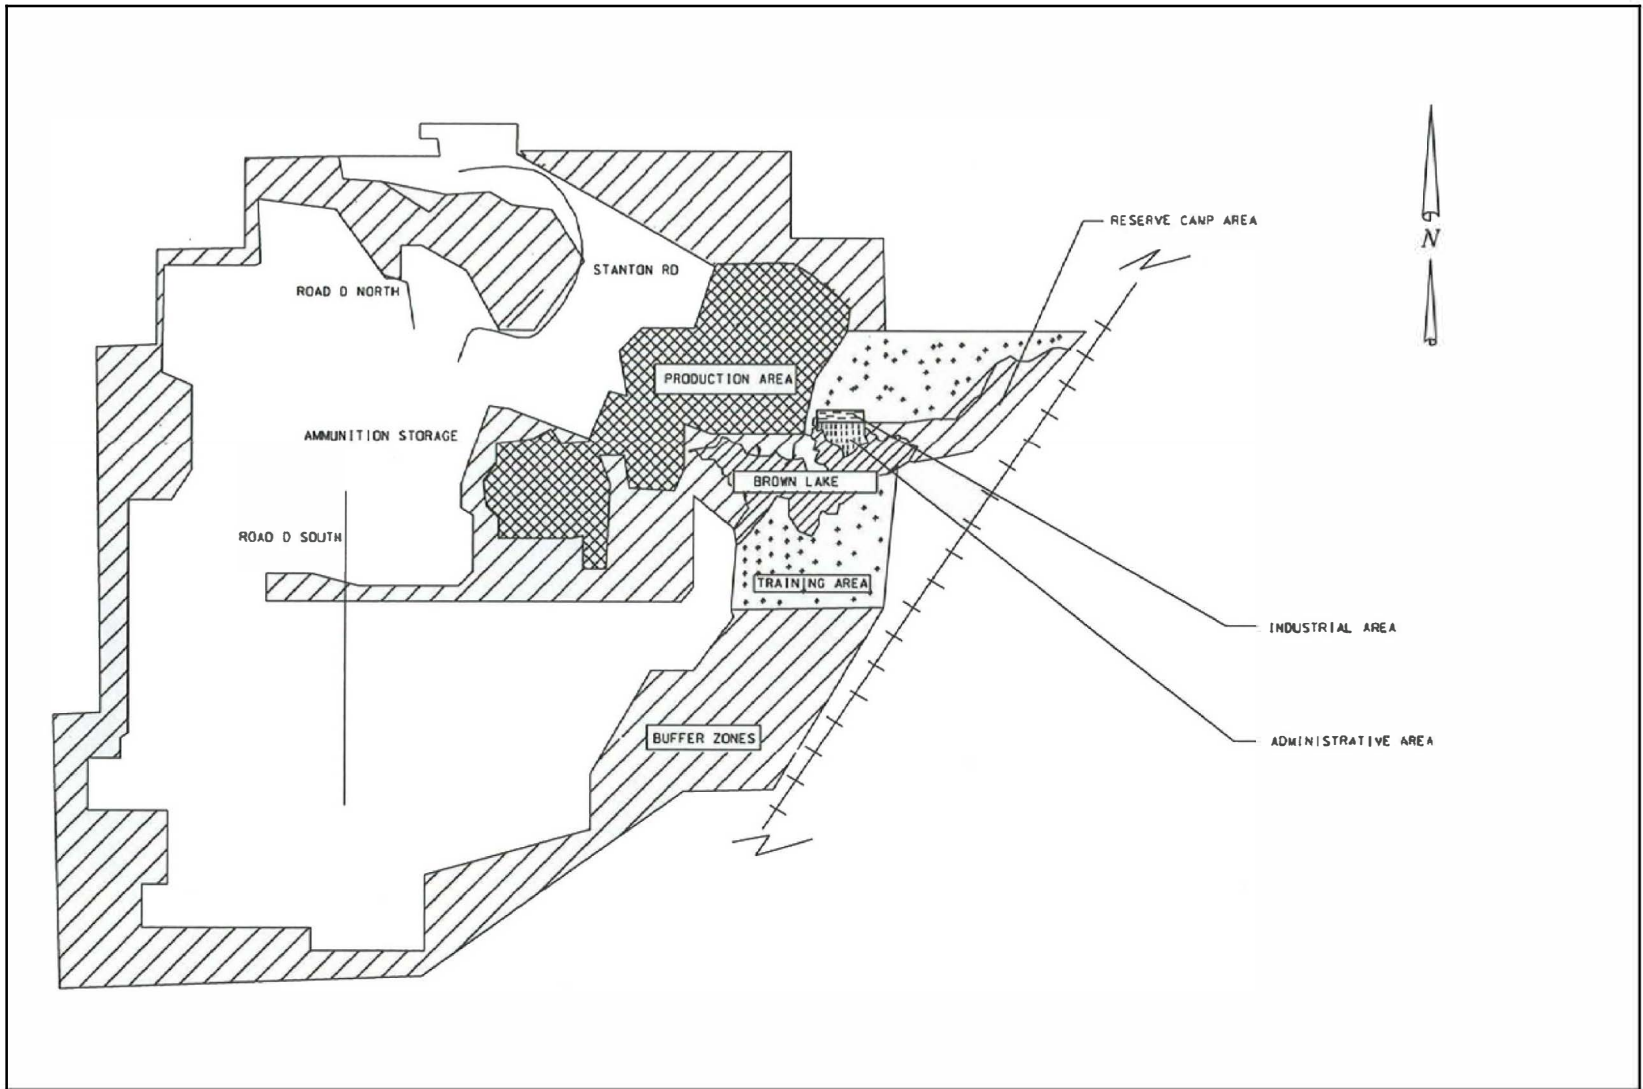 RESERVE CAMP AREA
N
STANTON RD
ROAD D NORTH
PRODUCTION AREA
AMMUNITION STORAGE
BROWN LAKE
ROAD D SOUTH
TRAINING AREA
INDUSTRIAL AREA
BUFFER ZONES
ADMINISTRATIVE AREA